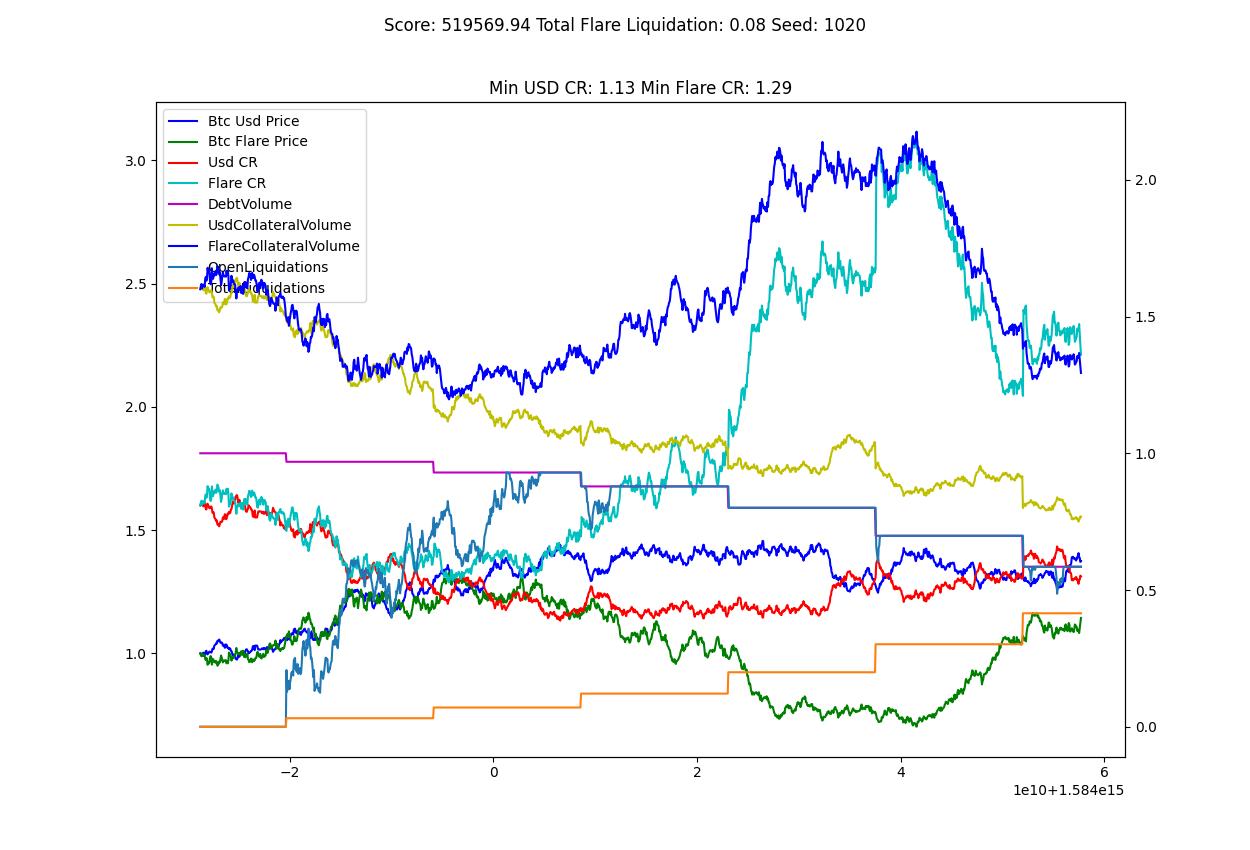 Score: 519569.94 Total Flare Liquidation: 0.08 Seed: 1020
Min USD CR: 1.13 Min Flare CR: 1.29
Btc Usd Price
Btc Flare Price
Usd CR
Flare CR
DebtVolume
UsdCollateralVolume
FlareCollateralVolume
OpenLiquidations
TotalLiquidations
3.0
2.5
2.0
1.5
1.0
2.0
1.5
1.0
0.5
0.0
−2
0
2
4
6
1e10+1.584e15